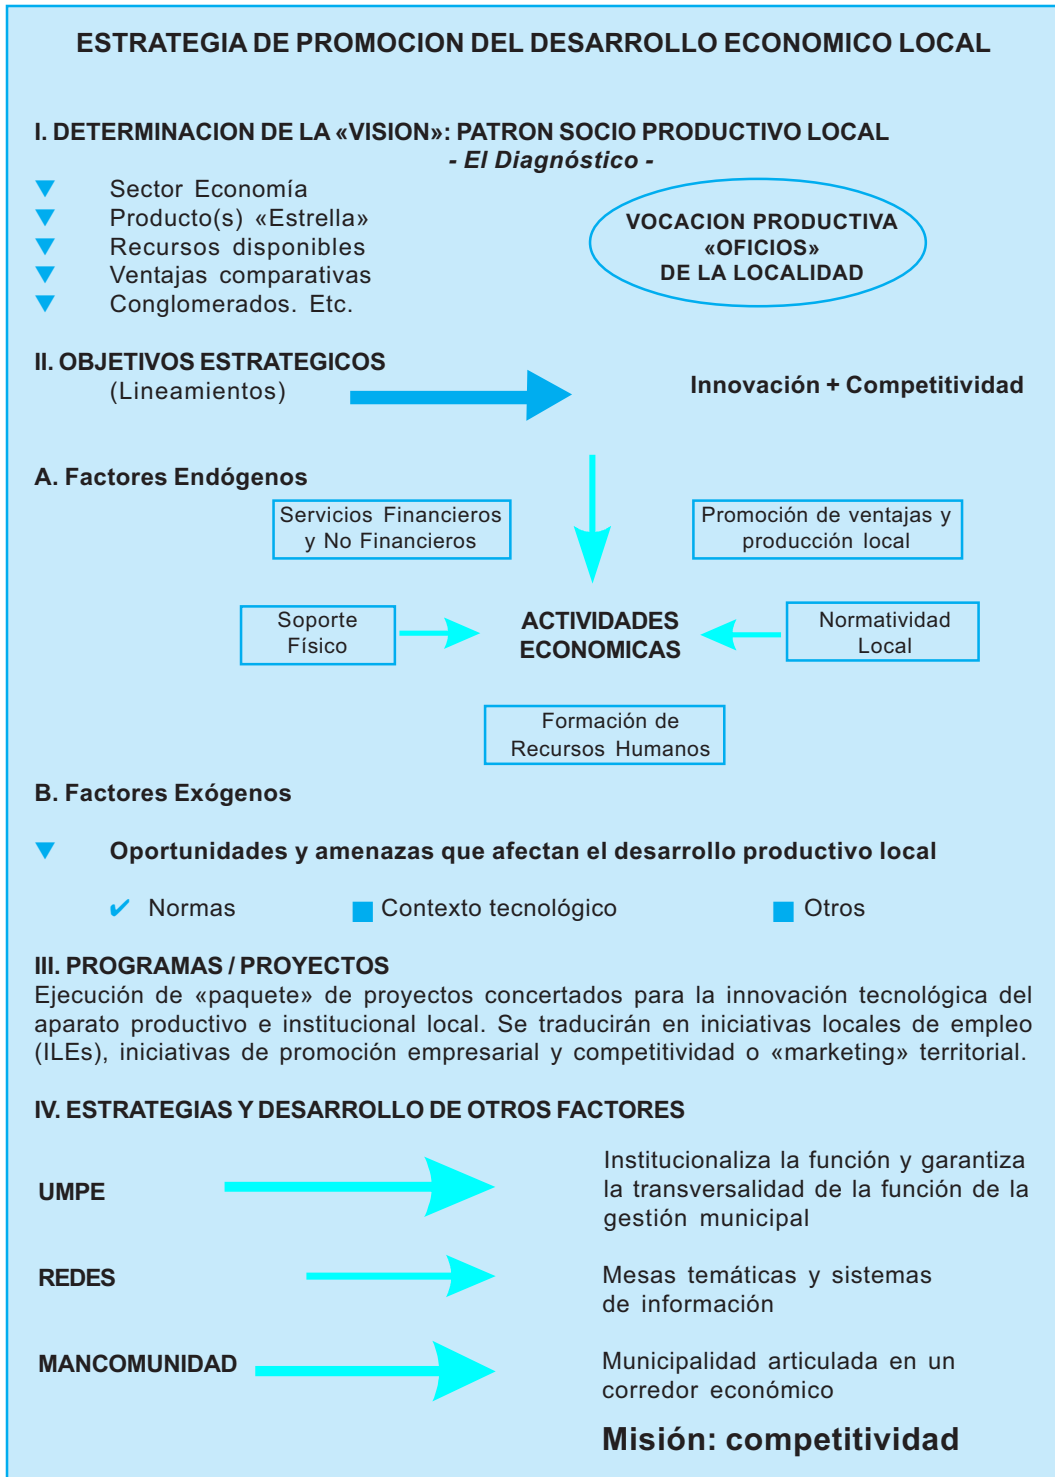 ESTRATEGIA DE PROMOCION DEL DESARROLLO ECONOMICO LOCAL
I. DETERMINACION DE LA «VISION»: PATRON SOCIO PRODUCTIVO LOCAL
- El Diagnóstico -
Sector Economía
Producto(s) «Estrella»
Recursos disponibles
Ventajas comparativas
Conglomerados. Etc.
VOCACION PRODUCTIVA
«OFICIOS»
DE LA LOCALIDAD
II. OBJETIVOS ESTRATEGICOS
(Lineamientos)
Innovación + Competitividad
A. Factores Endógenos
Servicios Financieros
y No Financieros
Promoción de ventajas y
producción local
Soporte
Físico
ACTIVIDADES
ECONOMICAS
Normatividad
Local
Formación de
Recursos Humanos
B. Factores Exógenos
Oportunidades y amenazas que afectan el desarrollo productivo local
Normas
Contexto tecnológico
Otros
III. PROGRAMAS / PROYECTOS
Ejecución de «paquete» de proyectos concertados para la innovación tecnológica del
aparato productivo e institucional local. Se traducirán en iniciativas locales de empleo
(ILEs), iniciativas de promoción empresarial y competitividad o «marketing» territorial.
IV. ESTRATEGIAS Y DESARROLLO DE OTROS FACTORES
UMPE
Institucionaliza la función y garantiza
la transversalidad de la función de la
gestión municipal
REDES
Mesas temáticas y sistemas
de información
MANCOMUNIDAD
Municipalidad articulada en un
corredor económico
Misión: competitividad